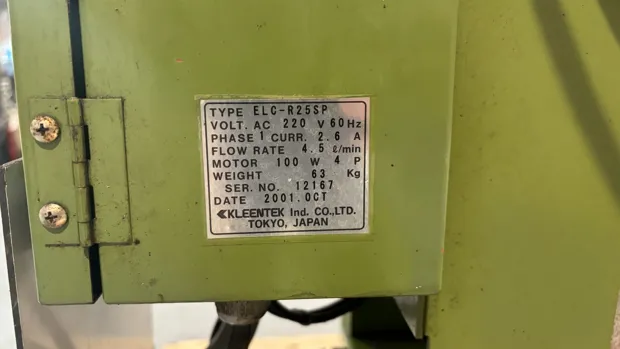 TYPE ELC-R25SP
VOLT. AC 220 V 60Hz
PHASE 1 CURR. 2.6 A
FLOW RATE 4.5 ℓ/min
MOTOR 100 W 4 P
WEIGHT 63 Kg
SER. NO. 12167
DATE 2001.OCT
KLEENTEK Ind. CO.,LTD.
TOKYO, JAPAN